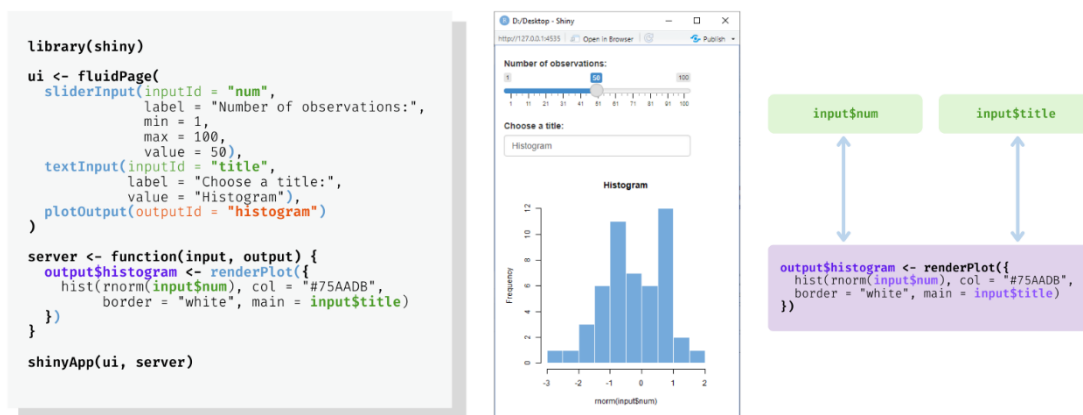 library(shiny)
ui <- fluidPage(
sliderInput(inputId = "num",
label = "Number of observations:",
min = 1,
max = 100,
value = 50),
textInput(inputId = "title",
label = "Choose a title:",
value = "Histogram"),
plotOutput(outputId = "histogram")
)
server <- function(input, output) {
output$histogram <- renderPlot({
hist(rnorm(input$num), col = "#75AADB",
border = "white", main = input$title)
})
}
shinyApp(ui, server)
D:/Desktop - Shiny
http://127.0.0.1:4535 Open in Browser Publish
Number of observations:
1 50 100
1 11 21 31 41 51 61 71 81 91 100
Choose a title:
Histogram
Histogram
Frequency
12
10
8
6
4
2
0
-3 -2 -1 0 1 2
rnorm(input$num)
input$num input$title
output$histogram <- renderPlot({
hist(rnorm(input$num), col = "#75AADB",
border = "white", main = input$title)
})